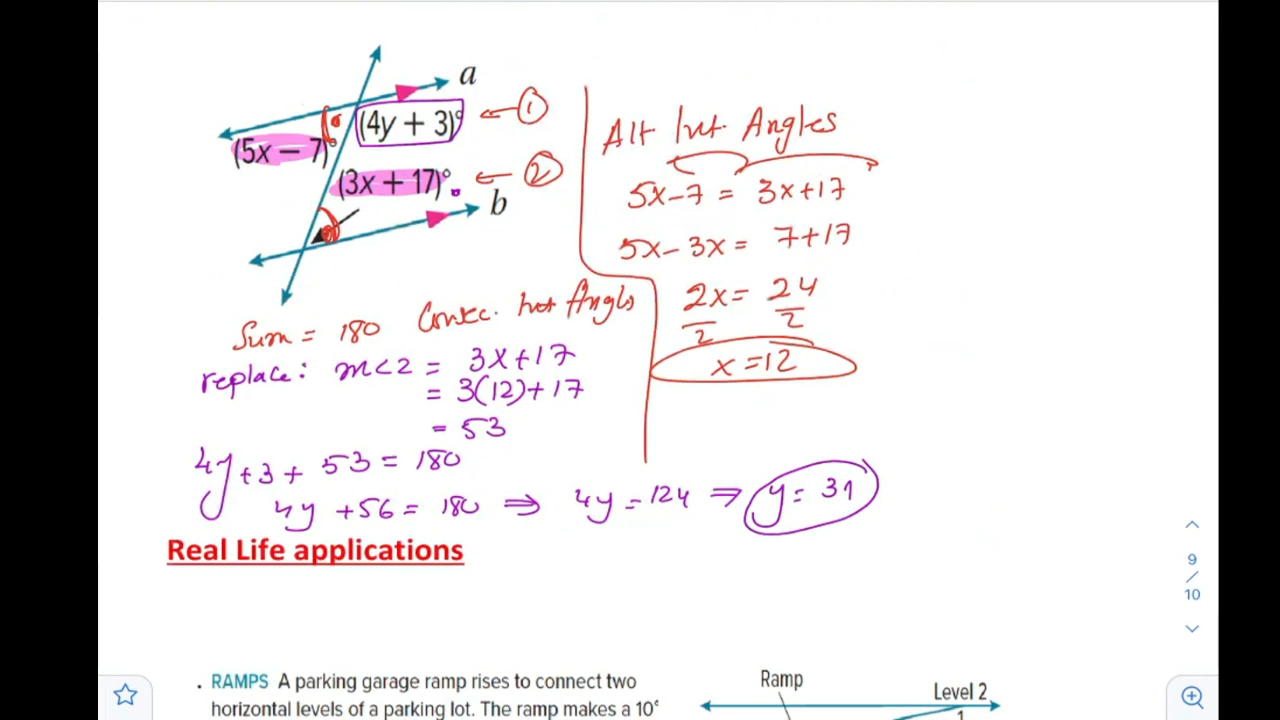 a
(5x − 7)°
(4y + 3)°
1
(3x + 17)°
2
b
Alt Int. Angles
5x−7 = 3x+17
5x−3x = 7+17
2x = 24
2 2
x = 12
Sum = 180 Consec. Int Angls
replace: m<2 = 3x+17
= 3(12)+17
= 53
4y+3 + 53 = 180
4y +56 = 180 ⇒ 4y = 124 ⇒ y = 31
Real Life applications
9
/
10
. RAMPS A parking garage ramp rises to connect two
horizontal levels of a parking lot. The ramp makes a 10°
Ramp
Level 2
1